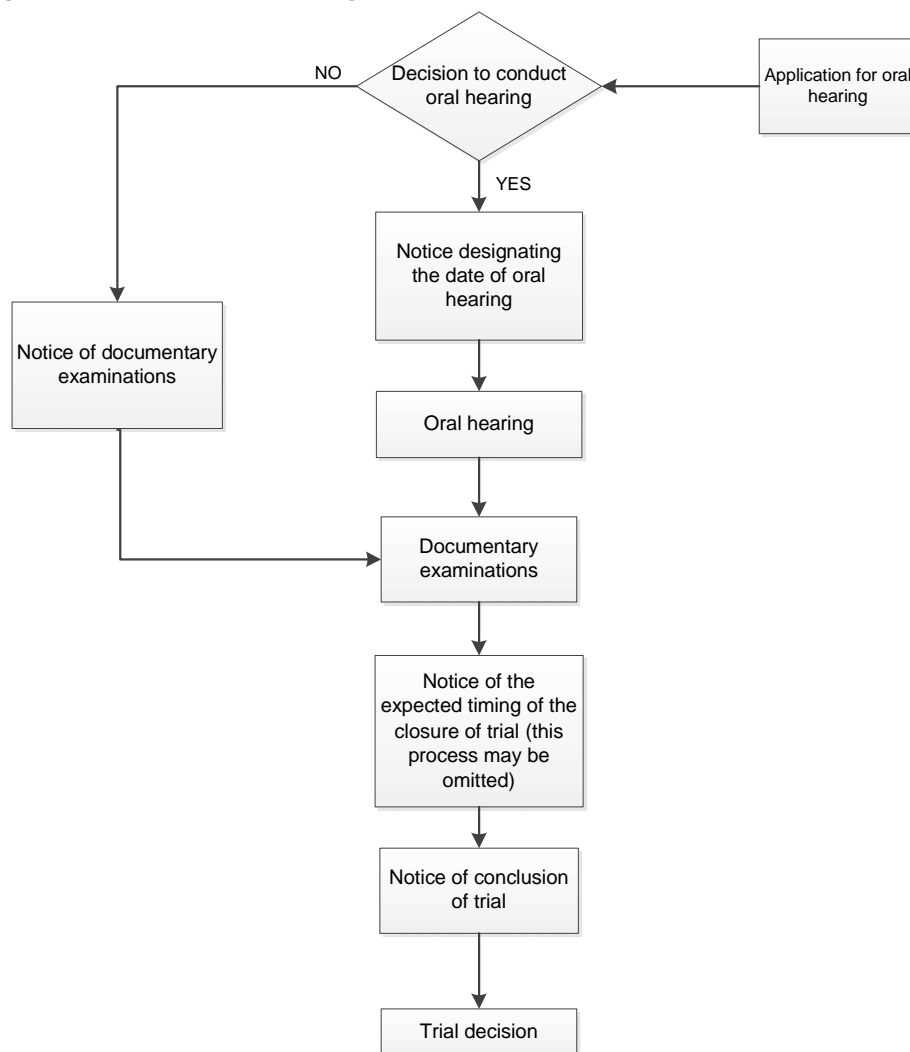 NO
Decision to conduct
oral hearing
Application for oral
hearing
YES
Notice designating
the date of oral
hearing
Notice of documentary
examinations
Oral hearing
Documentary
examinations
Notice of the
expected timing of the
closure of trial (this
process may be
omitted)
Notice of conclusion
of trial
Trial decision